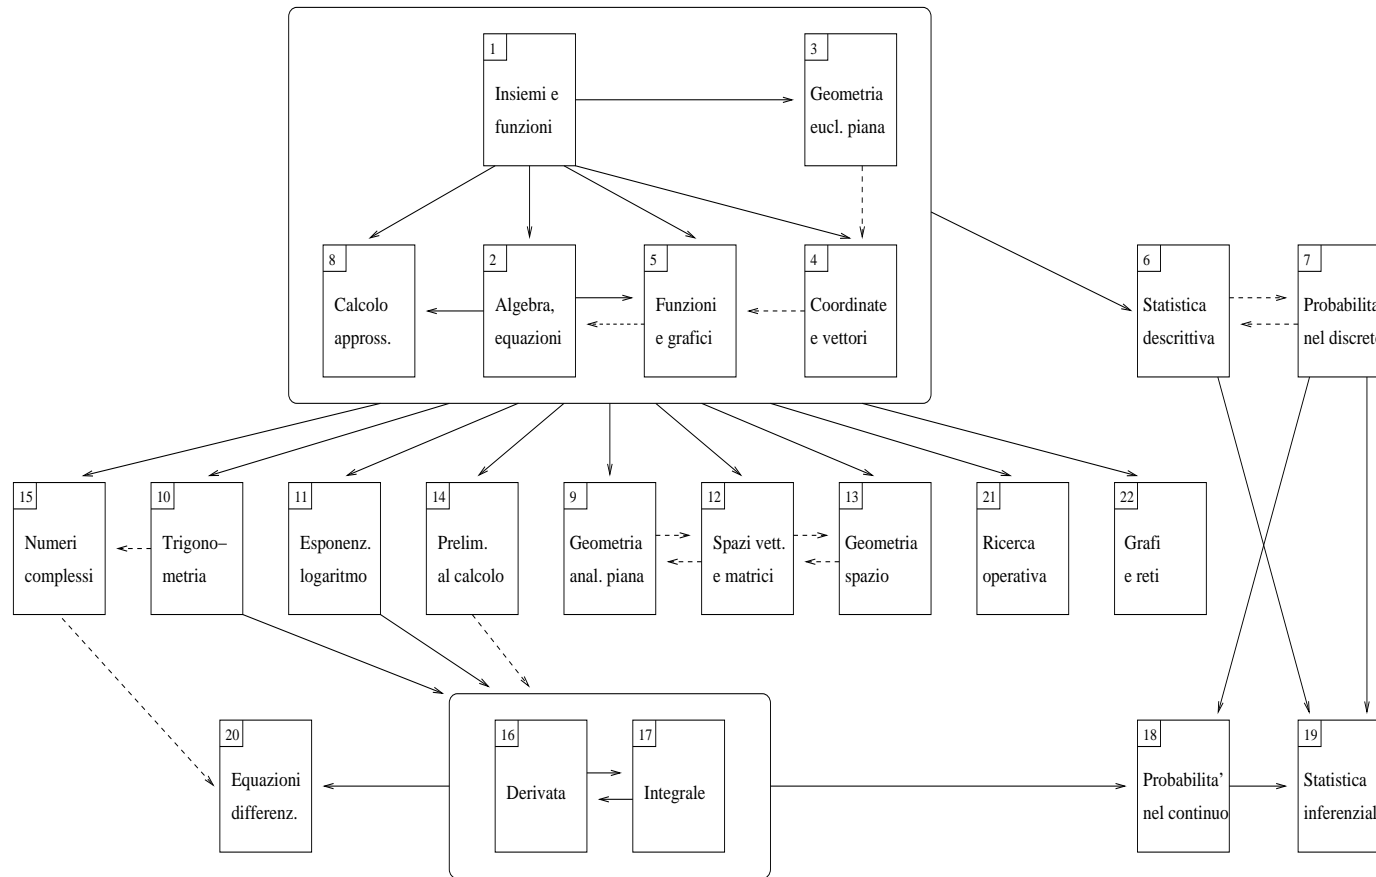 1
Insiemi e
funzioni
3
Geometria
eucl. piana
8
Calcolo
appross.
2
Algebra,
equazioni
5
Funzioni
e grafici
4
Coordinate
e vettori
6
Statistica
descrittiva
7
Probabilita
nel discreto
15
Numeri
complessi
10
Trigono–
metria
11
Esponenz.
logaritmo
14
Prelim.
al calcolo
9
Geometria
anal. piana
12
Spazi vett.
e matrici
13
Geometria
spazio
21
Ricerca
operativa
22
Grafi
e reti
20
Equazioni
differenz.
16
Derivata
17
Integrale
18
Probabilita'
nel continuo
19
Statistica
inferenzial